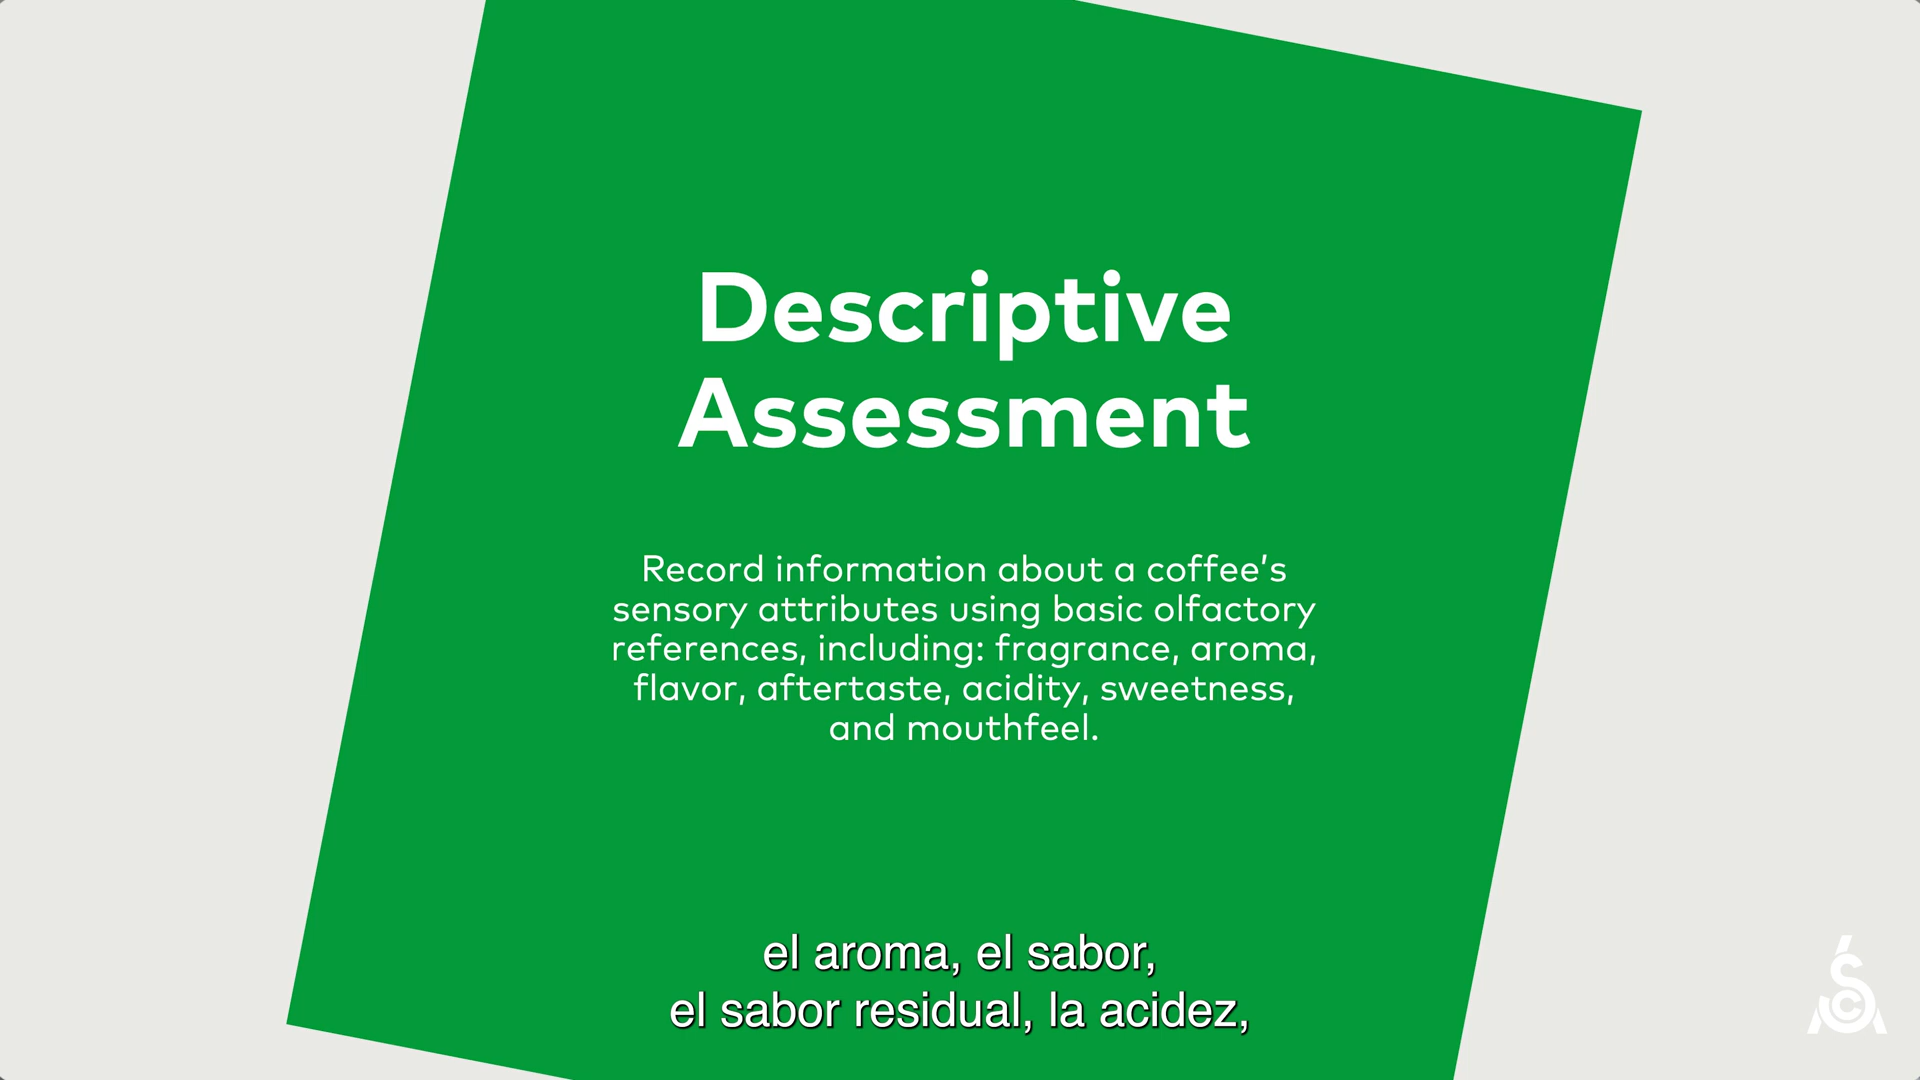 Descriptive
Assessment
Record information about a coffee’s
sensory attributes using basic olfactory
references, including: fragrance, aroma,
flavor, aftertaste, acidity, sweetness,
and mouthfeel.
el aroma, el sabor,
el sabor residual, la acidez,
SCA